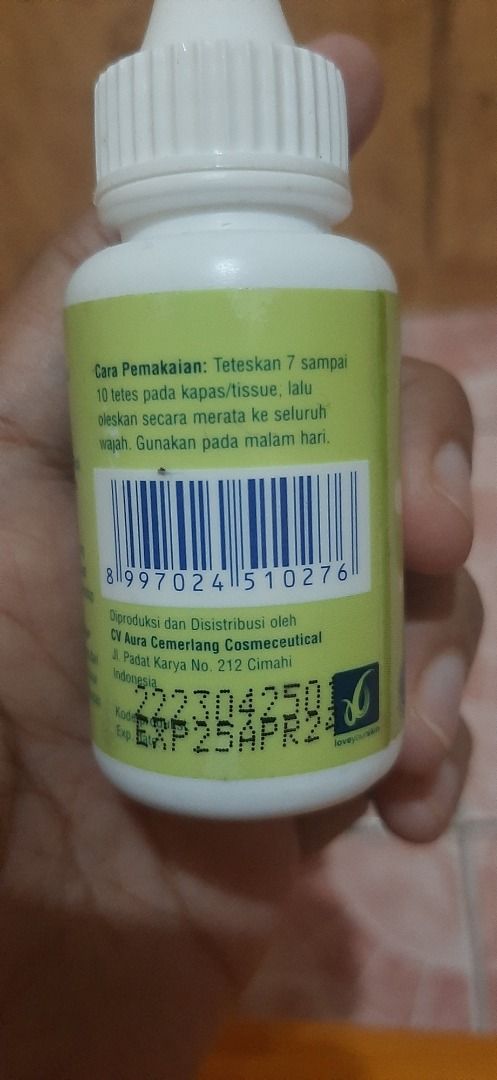 Cara Pemakaian: Teteskan 7 sampai
10 tetes pada kapas/tissue, lalu
oleskan secara merata ke seluruh
wajah. Gunakan pada malam hari.
8 997024 510276
Diproduksi dan Disistribusi oleh
CV Aura Cemerlang Cosmeceutical
Jl. Padat Karya No. 212 Cimahi
Indonesia
222304250
EXP25APR2
loveyourskin